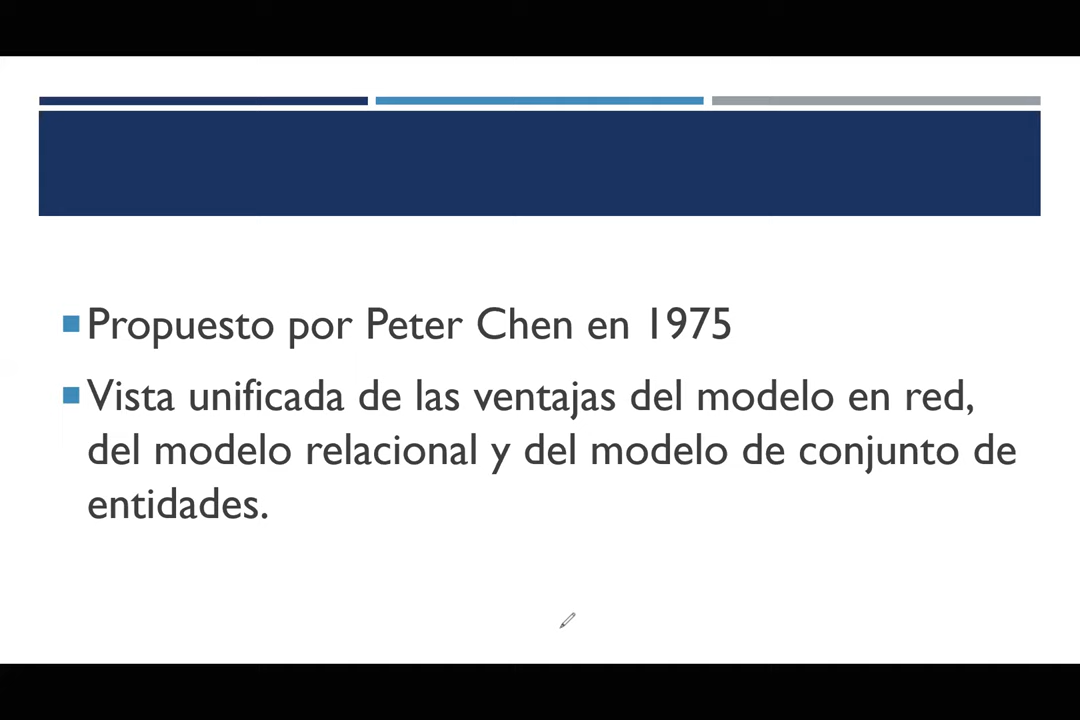 Propuesto por Peter Chen en 1975
Vista unificada de las ventajas del modelo en red,
del modelo relacional y del modelo de conjunto de
entidades.